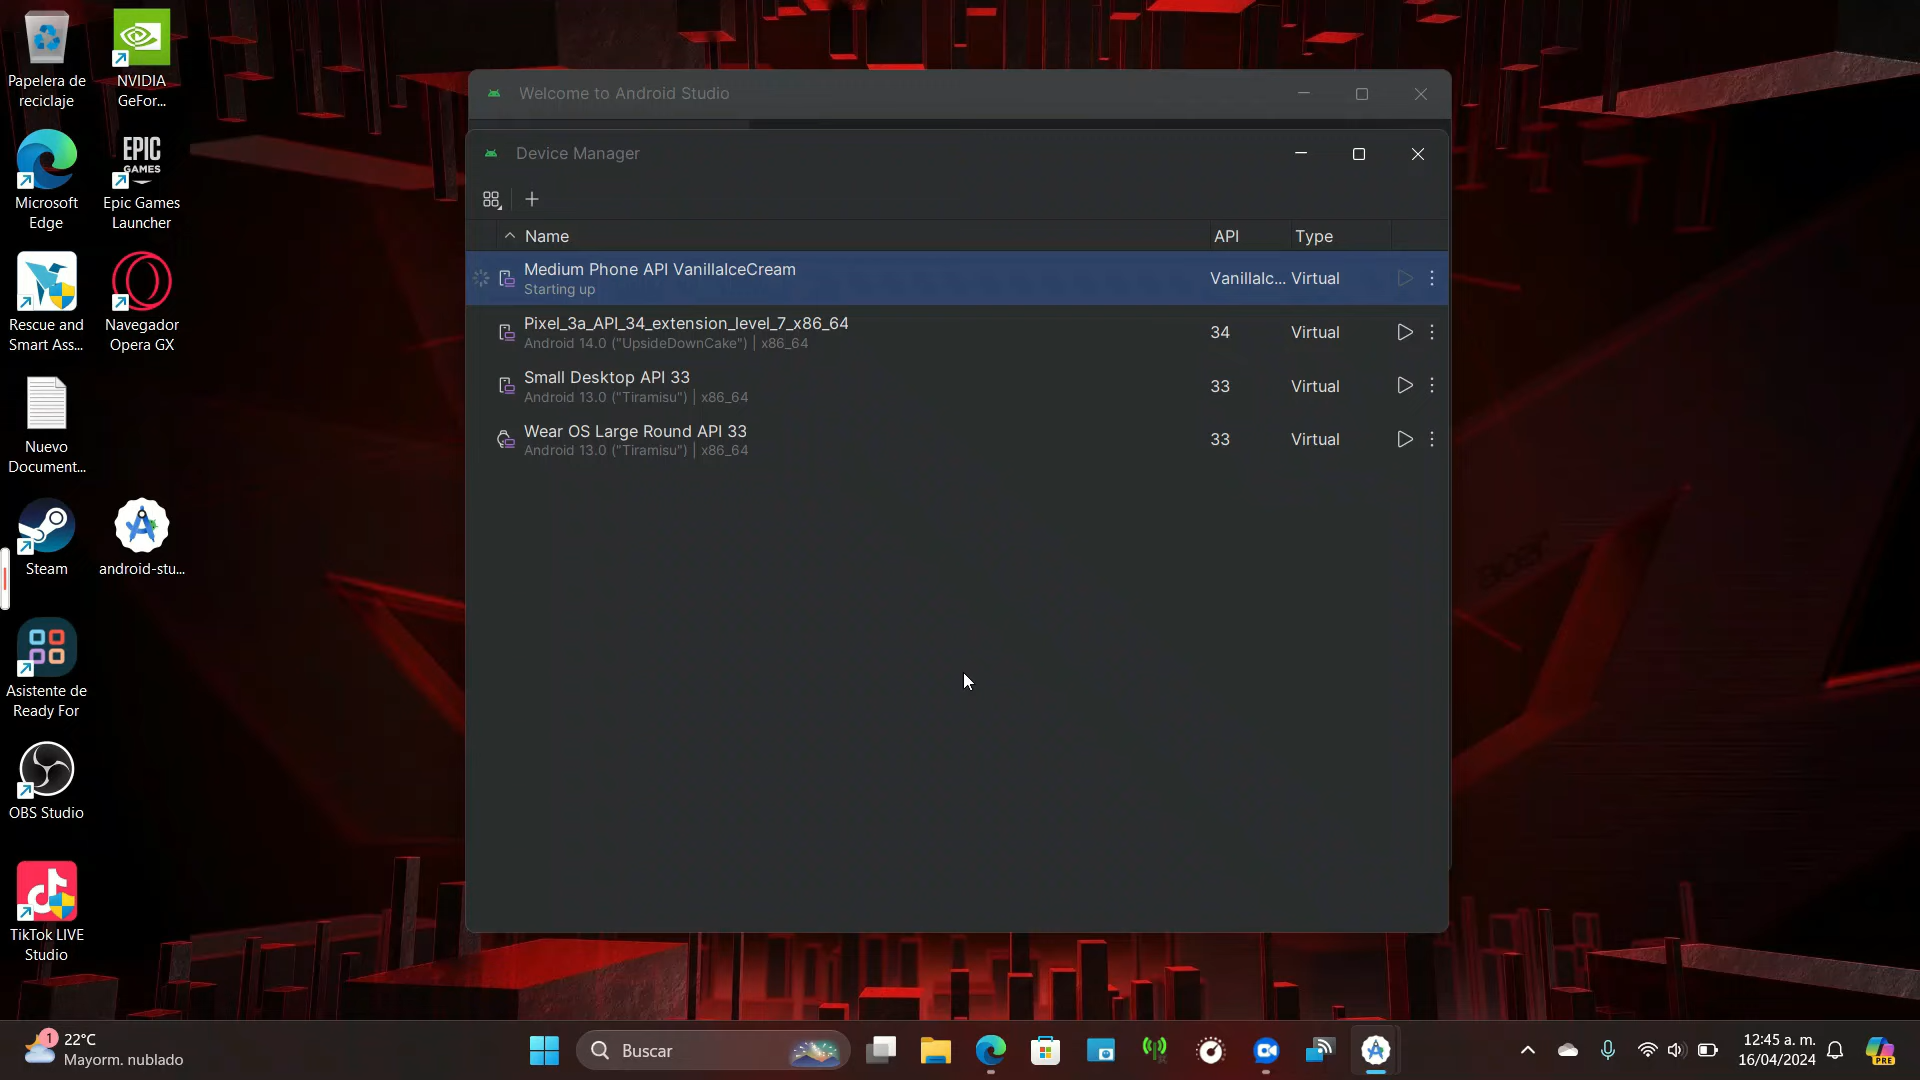 Papelera de
reciclaje
NVIDIA
GeFor...
Microsoft
Edge
EPIC
GAMES
Epic Games
Launcher
Rescue and
Smart Ass...
Navegador
Opera GX
Nuevo
Document...
Steam
android-stu...
Asistente de
Ready For
OBS Studio
TikTok LIVE
Studio
Welcome to Android Studio
Device Manager
Name API Type
Medium Phone API VanillaIceCream
Starting up
VanillaIc... Virtual
Pixel_3a_API_34_extension_level_7_x86_64
Android 14.0 ("UpsideDownCake") | x86_64
34 Virtual
Small Desktop API 33
Android 13.0 ("Tiramisu") | x86_64
33 Virtual
Wear OS Large Round API 33
Android 13.0 ("Tiramisu") | x86_64
33 Virtual
acer
1
22°C
Mayorm. nublado
Buscar
12:45 a. m.
16/04/2024
PRE